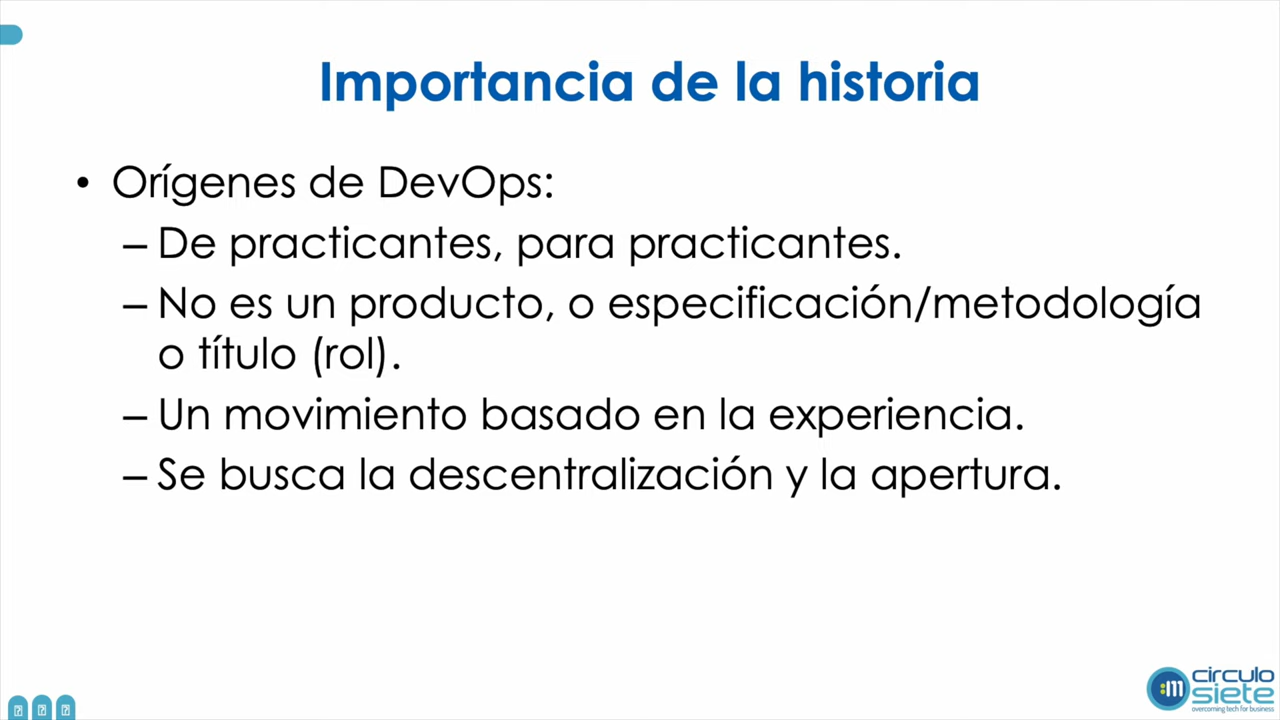 Importancia de la historia
• Orígenes de DevOps:
– De practicantes, para practicantes.
– No es un producto, o especificación/metodología
o título (rol).
– Un movimiento basado en la experiencia.
– Se busca la descentralización y la apertura.
:m circulo
siete
overcoming tech for business